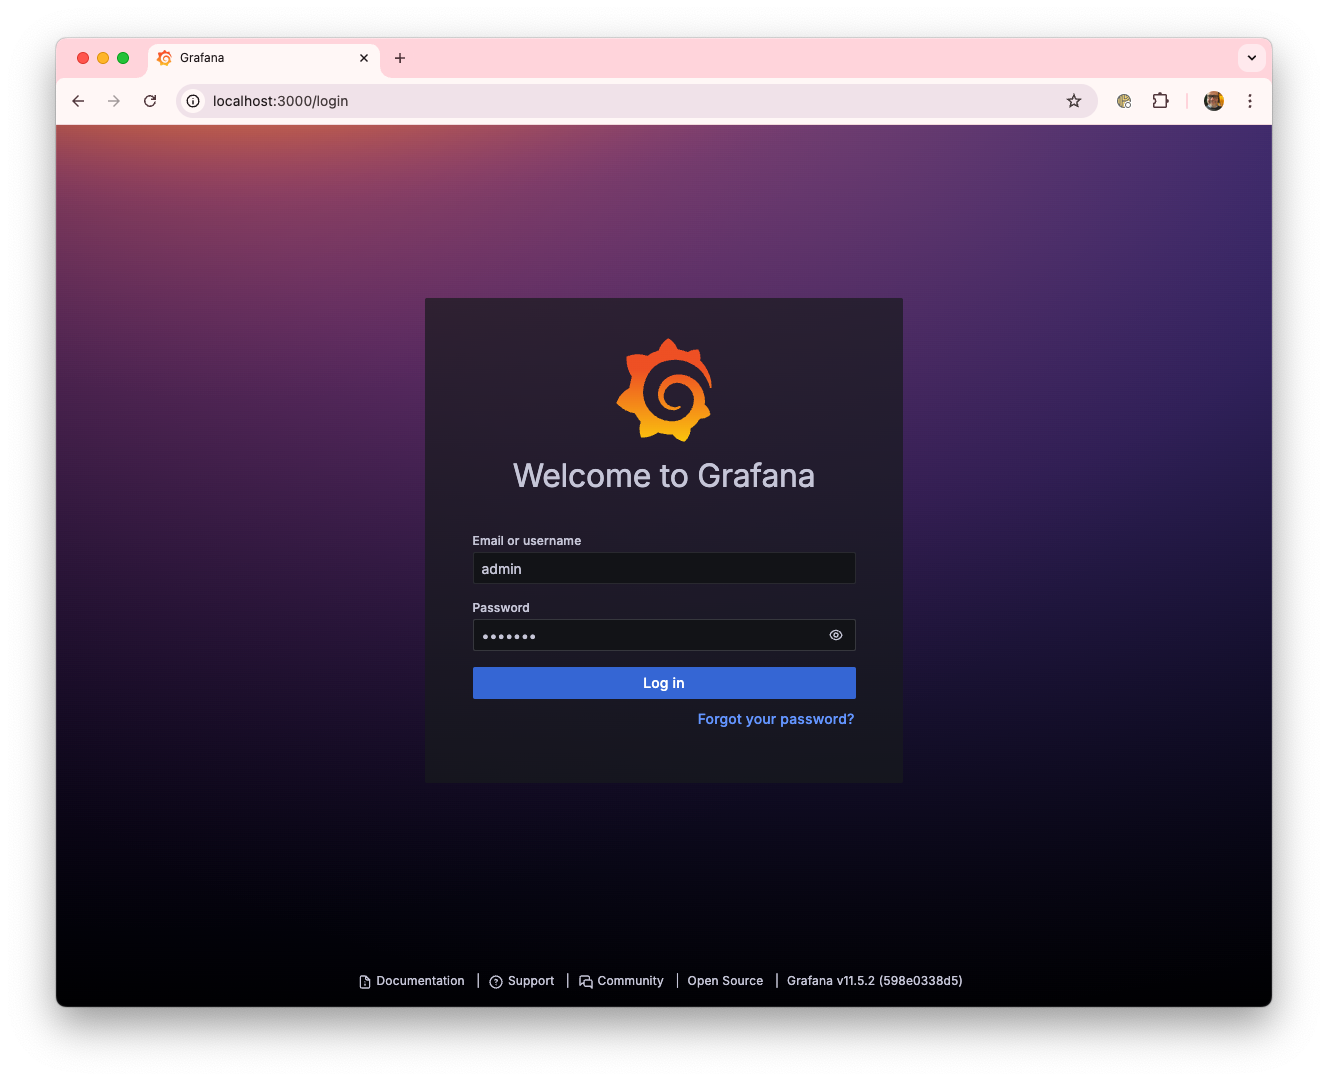 Grafana
localhost:3000/login
Welcome to Grafana
Email or username
admin
Password
•••••••
Log in
Forgot your password?
Documentation | Support | Community | Open Source | Grafana v11.5.2 (598e0338d5)